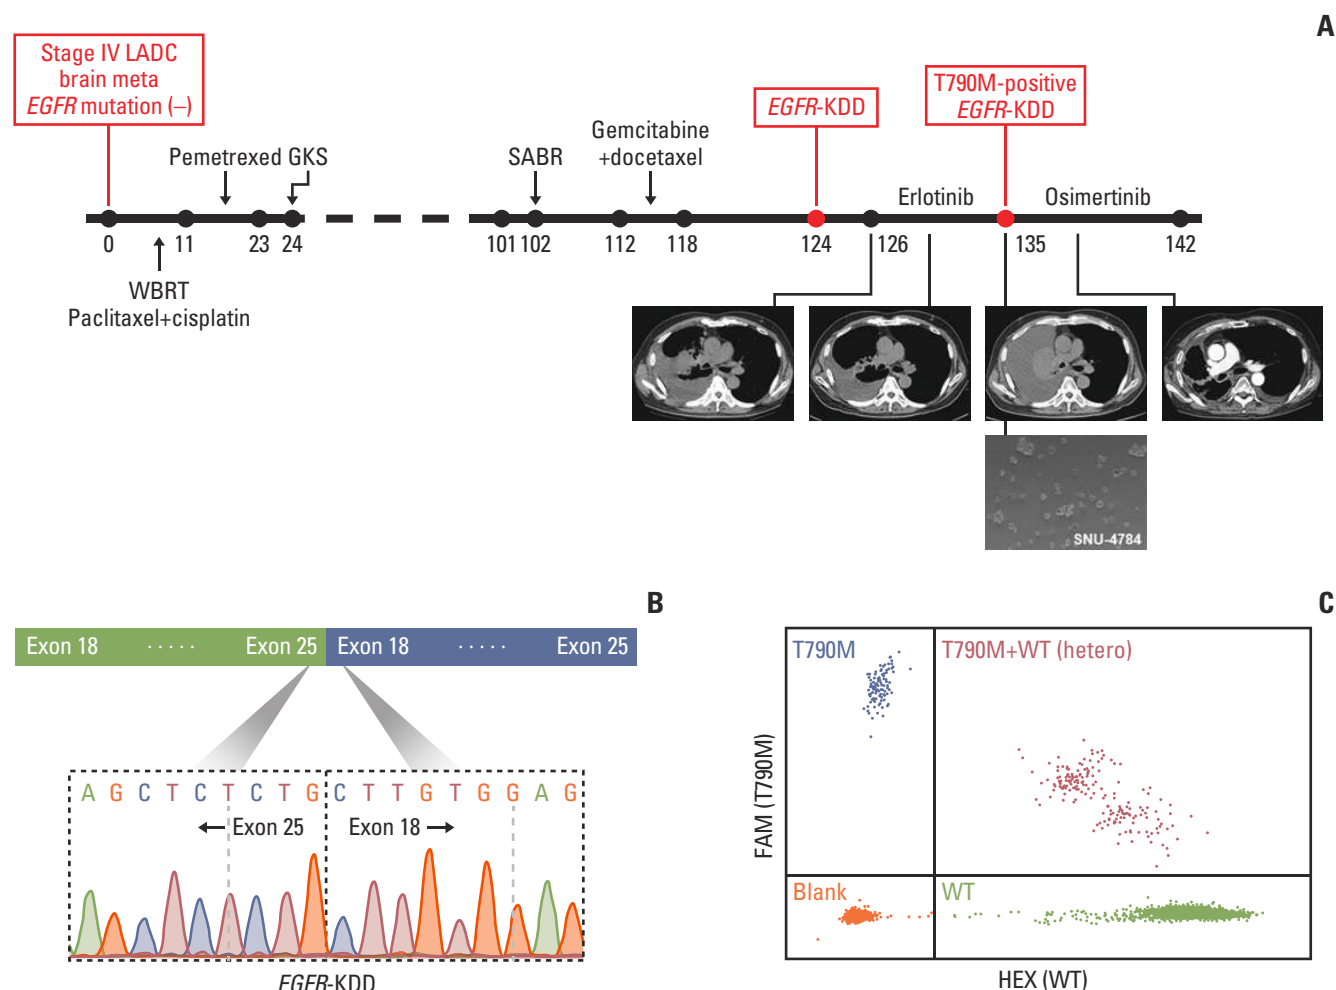 A
Stage IV LADC
brain meta
EGFR mutation (–)
Pemetrexed GKS
SABR
Gemcitabine
+docetaxel
EGFR-KDD
T790M-positive
EGFR-KDD
Erlotinib
Osimertinib
0
11
23
24
101
102
112
118
124
126
135
142
WBRT
Paclitaxel+cisplatin
SNU-4784
B
Exon 18 ..... Exon 25 Exon 18 ..... Exon 25
A G C T C T C T G C T T G T G G A G
Exon 25 Exon 18
EGFR-KDD
C
T790M
T790M+WT (hetero)
Blank
WT
FAM (T790M)
HEX (WT)